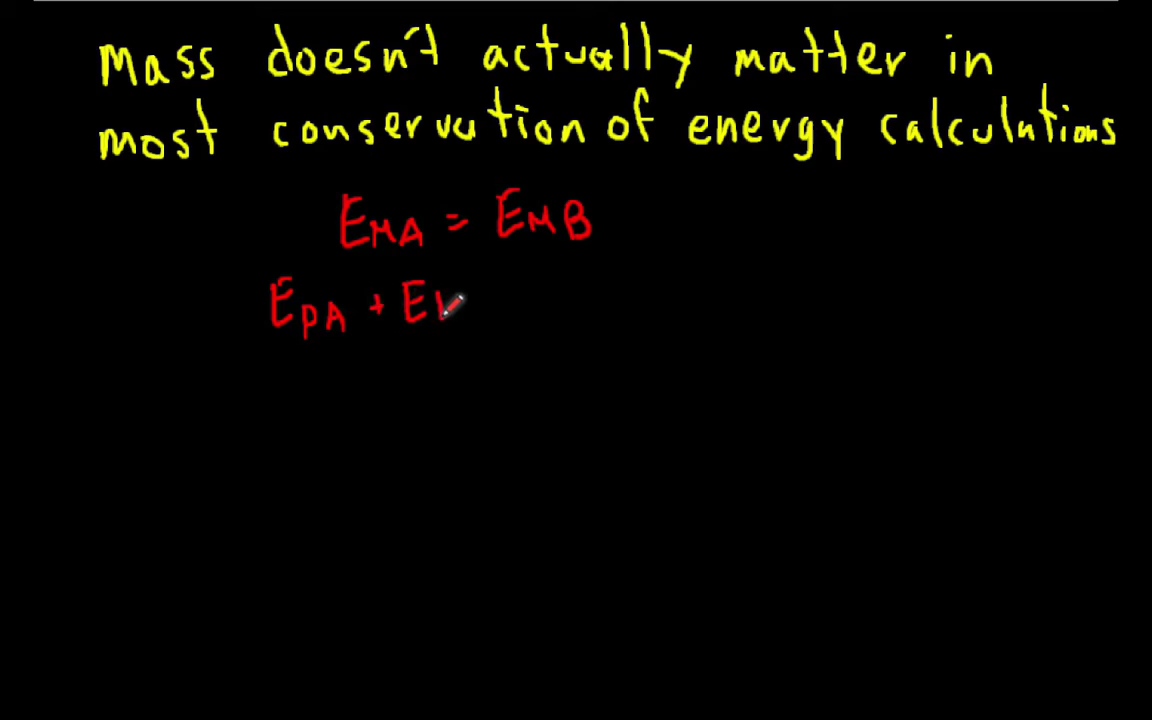 Mass doesn't actually matter in
most conservation of energy calculations
EMA = EMB
EPA + E